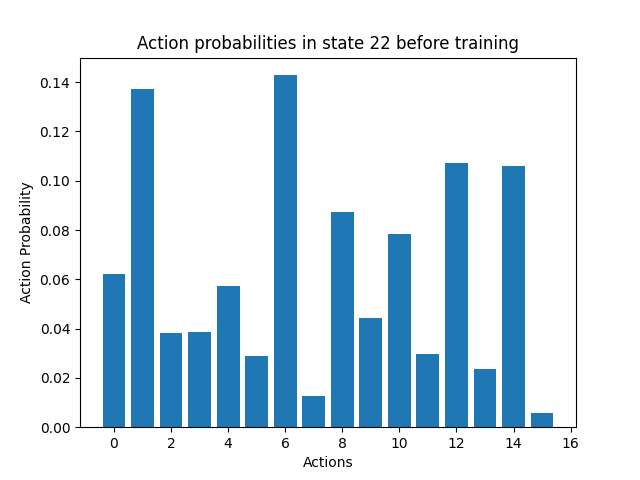 Action probabilities in state 22 before training
0.14
0.12
0.10
0.08
0.06
0.04
0.02
0.00
Action Probability
0 2 4 6 8 10 12 14 16
Actions